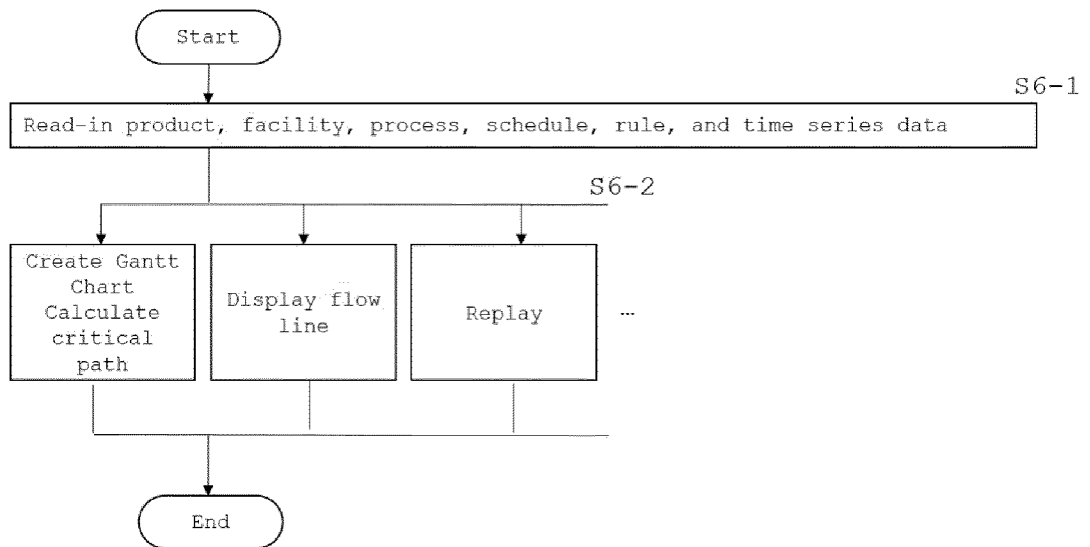 Start
S6-1
Read-in product, facility, process, schedule, rule, and time series data
S6-2
Create Gantt
Chart
Calculate
critical
path
Display flow
line
Replay
...
End